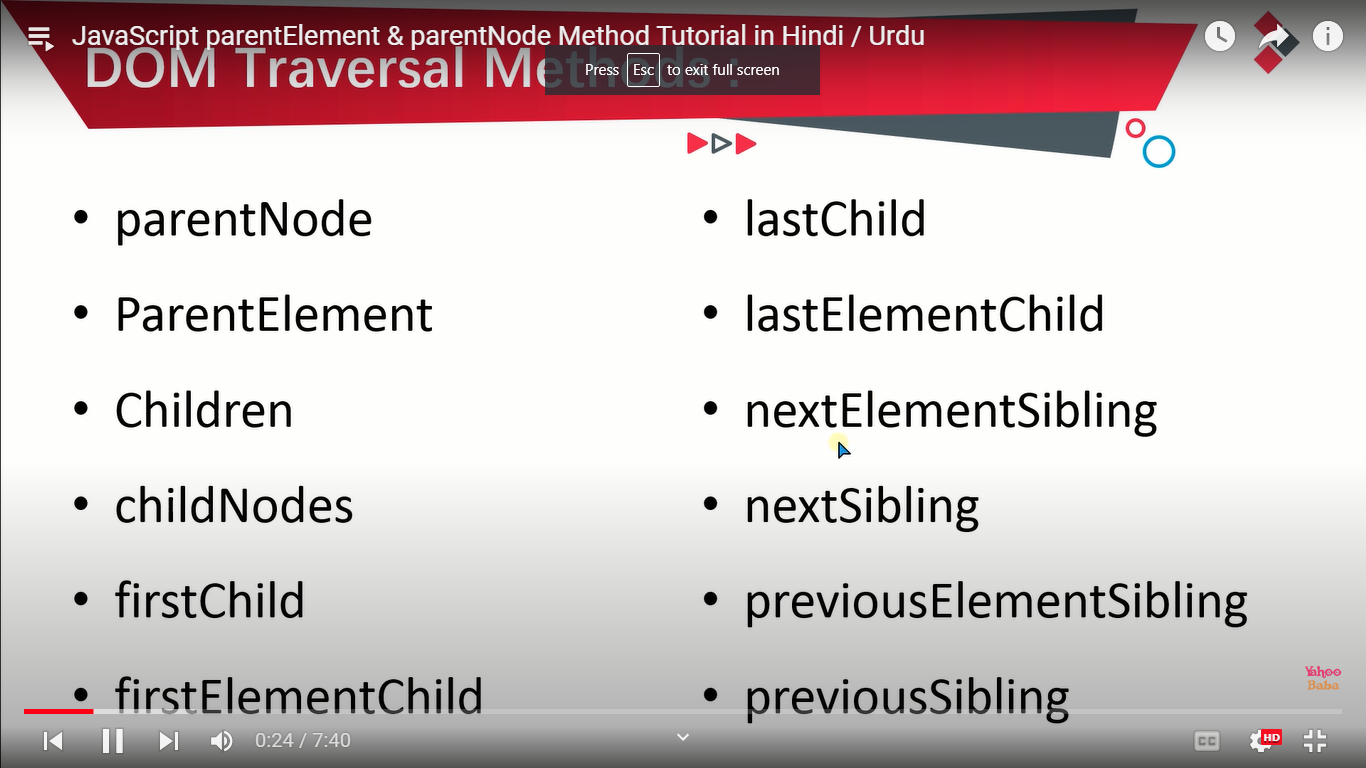 JavaScript parentElement & parentNode Method Tutorial in Hindi / Urdu
DOM Traversal Methods :
Press Esc to exit full screen
• parentNode
• ParentElement
• Children
• childNodes
• firstChild
• firstElementChild
• lastChild
• lastElementChild
• nextElementSibling
• nextSibling
• previousElementSibling
• previousSibling
Yahoo
Baba
0:24 / 7:40
CC
HD